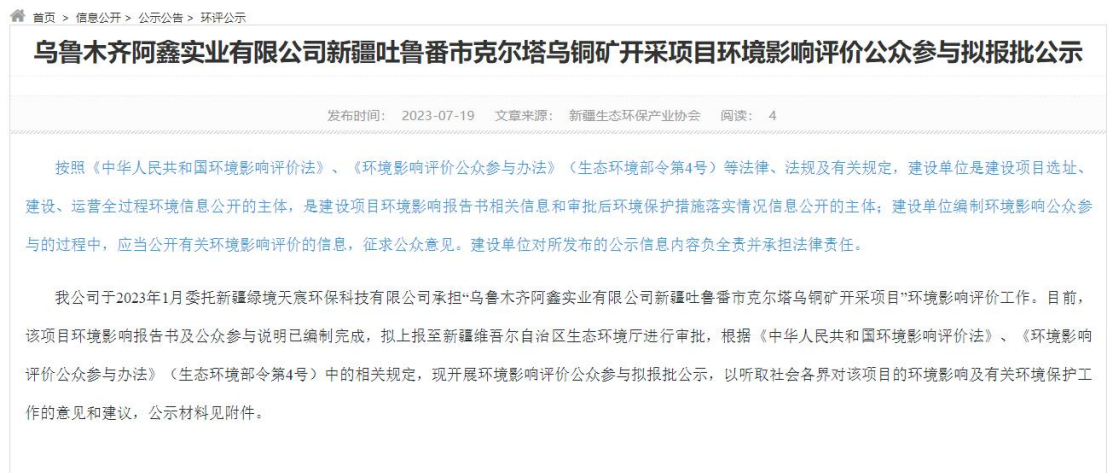 首页 > 信息公开 > 公示公告 > 环评公示
乌鲁木齐阿鑫实业有限公司新疆吐鲁番市克尔塔乌铜矿开采项目环境影响评价公众参与拟报批公示
发布时间： 2023-07-19 文章来源： 新疆生态环保产业协会 阅读： 4
按照《中华人民共和国环境影响评价法》、《环境影响评价公众参与办法》（生态环境部令第4号）等法律、法规及有关规定，建设单位是建设项目选址、
建设、运营全过程环境信息公开的主体，是建设项目环境影响报告书相关信息和审批后环境保护措施落实情况信息公开的主体；建设单位编制环境影响公众参
与的过程中，应当公开有关环境影响评价的信息，征求公众意见。建设单位对所发布的公示信息内容负全责并承担法律责任。
我公司于2023年1月委托新疆绿境天宸环保科技有限公司承担“乌鲁木齐阿鑫实业有限公司新疆吐鲁番市克尔塔乌铜矿开采项目”环境影响评价工作。目前，
该项目环境影响报告书及公众参与说明已编制完成，拟上报至新疆维吾尔自治区生态环境厅进行审批，根据《中华人民共和国环境影响评价法》、《环境影响
评价公众参与办法》（生态环境部令第4号）中的相关规定，现开展环境影响评价公众参与拟报批公示，以听取社会各界对该项目的环境影响及有关环境保护工
作的意见和建议，公示材料见附件。